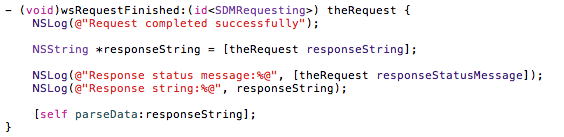 - (void)wsRequestFinished:(id<SDMRequesting>) theRequest {
NSLog(@"Request completed successfully");
NSString *responseString = [theRequest responseString];
NSLog(@"Response status message:%@", [theRequest responseStatusMessage]);
NSLog(@"Response string:%@", responseString);
[self parseData:responseString];
}